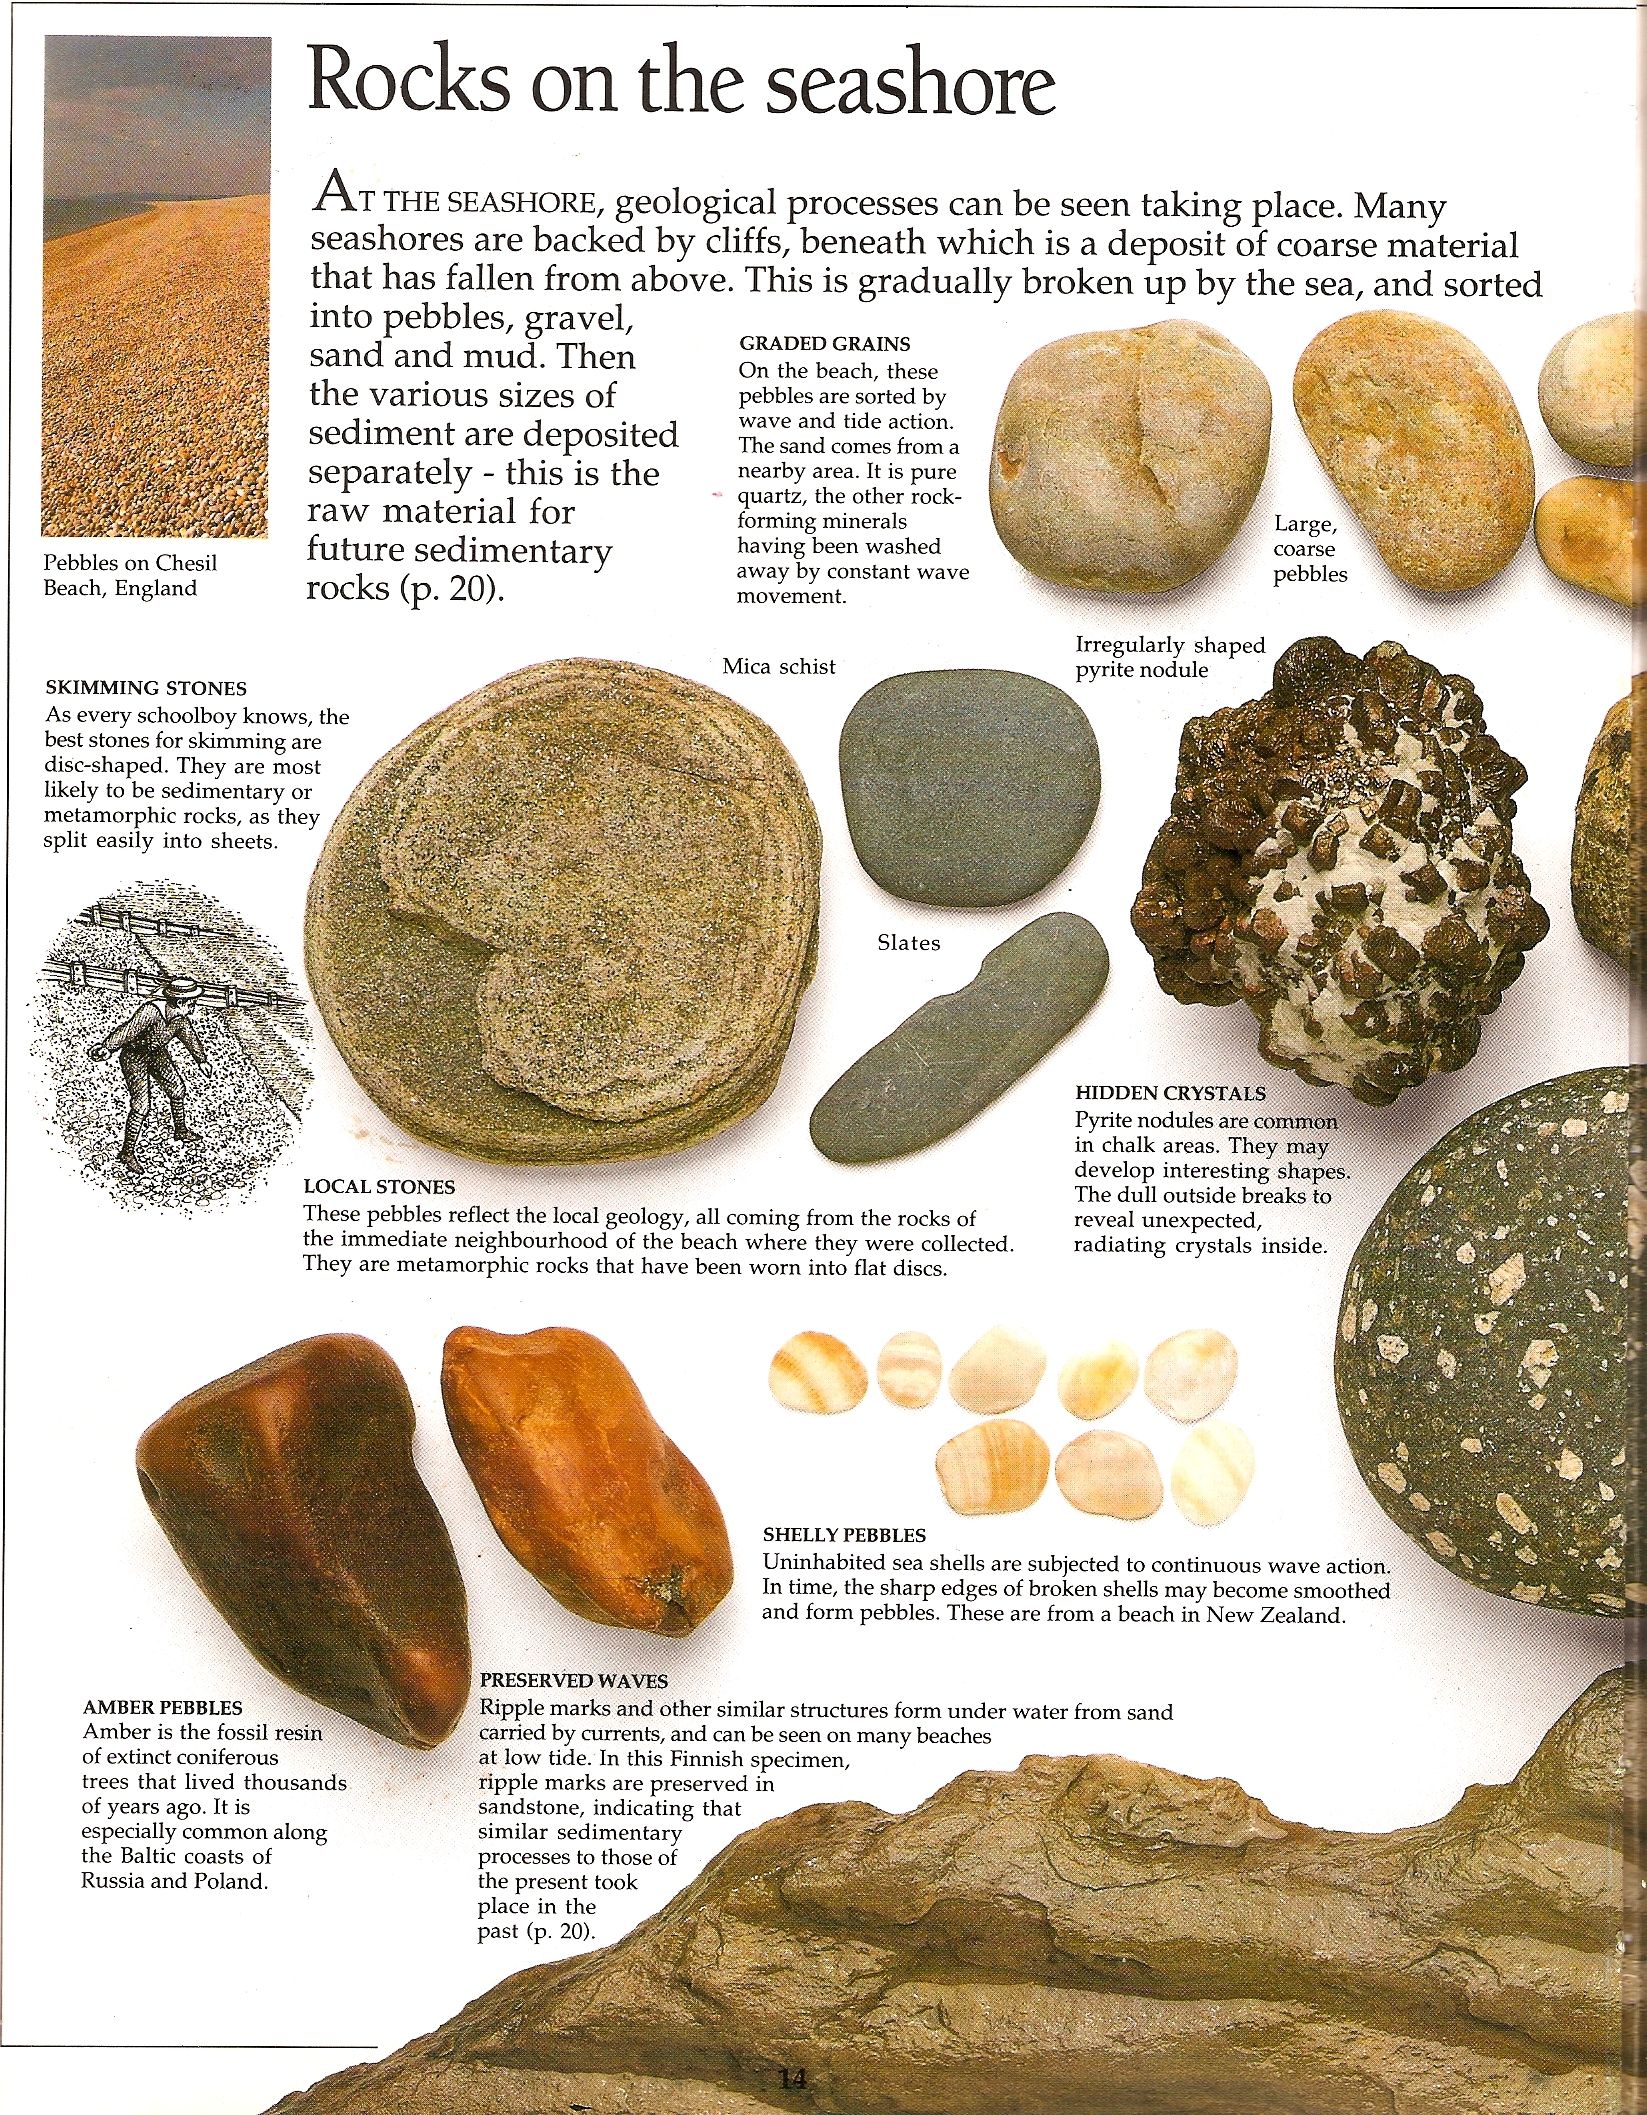 Rocks on the seashore
AT THE SEASHORE, geological processes can be seen taking place. Many
seashores are backed by cliffs, beneath which is a deposit of coarse material
that has fallen from above. This is gradually broken up by the sea, and sorted
into pebbles, gravel,
sand and mud. Then
the various sizes of
sediment are deposited
separately - this is the
raw material for
future sedimentary
rocks (p. 20).
Pebbles on Chesil
Beach, England
GRADED GRAINS
On the beach, these
pebbles are sorted by
wave and tide action.
The sand comes from a
nearby area. It is pure
quartz, the other rock-
forming minerals
having been washed
away by constant wave
movement.
Large,
coarse
pebbles
SKIMMING STONES
As every schoolboy knows, the
best stones for skimming are
disc-shaped. They are most
likely to be sedimentary or
metamorphic rocks, as they
split easily into sheets.
Mica schist
Irregularly shaped
pyrite nodule
Slates
LOCAL STONES
These pebbles reflect the local geology, all coming from the rocks of
the immediate neighbourhood of the beach where they were collected.
They are metamorphic rocks that have been worn into flat discs.
HIDDEN CRYSTALS
Pyrite nodules are common
in chalk areas. They may
develop interesting shapes.
The dull outside breaks to
reveal unexpected,
radiating crystals inside.
SHELLY PEBBLES
Uninhabited sea shells are subjected to continuous wave action.
In time, the sharp edges of broken shells may become smoothed
and form pebbles. These are from a beach in New Zealand.
AMBER PEBBLES
Amber is the fossil resin
of extinct coniferous
trees that lived thousands
of years ago. It is
especially common along
the Baltic coasts of
Russia and Poland.
PRESERVED WAVES
Ripple marks and other similar structures form under water from sand
carried by currents, and can be seen on many beaches
at low tide. In this Finnish specimen,
ripple marks are preserved in
sandstone, indicating that
similar sedimentary
processes to those of
the present took
place in the
past (p. 20).
14